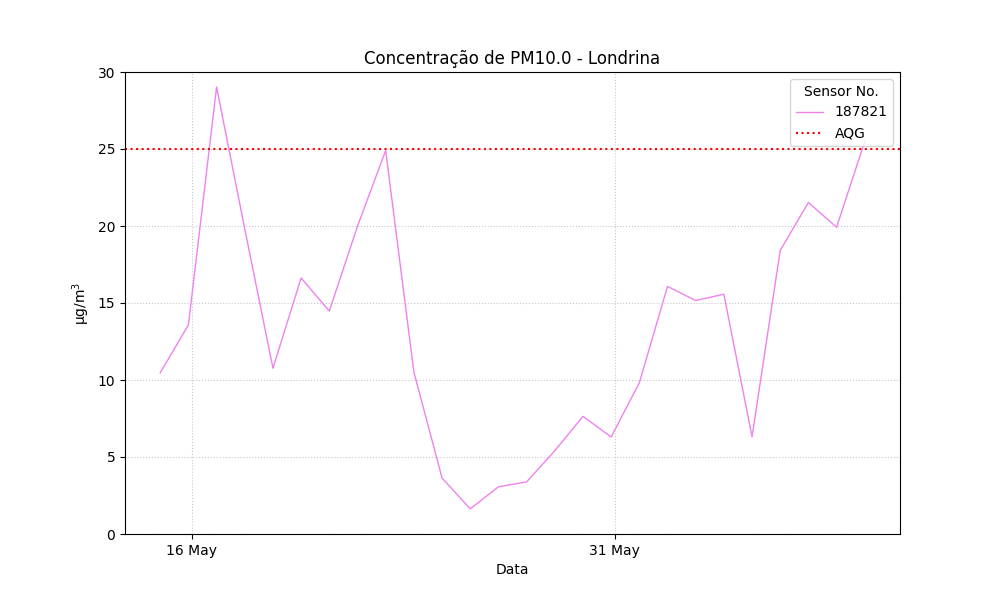 Concentração de PM10.0 - Londrina
Sensor No.
187821
AQG
30
25
20
15
10
5
0
µg/m³
16 May
31 May
Data